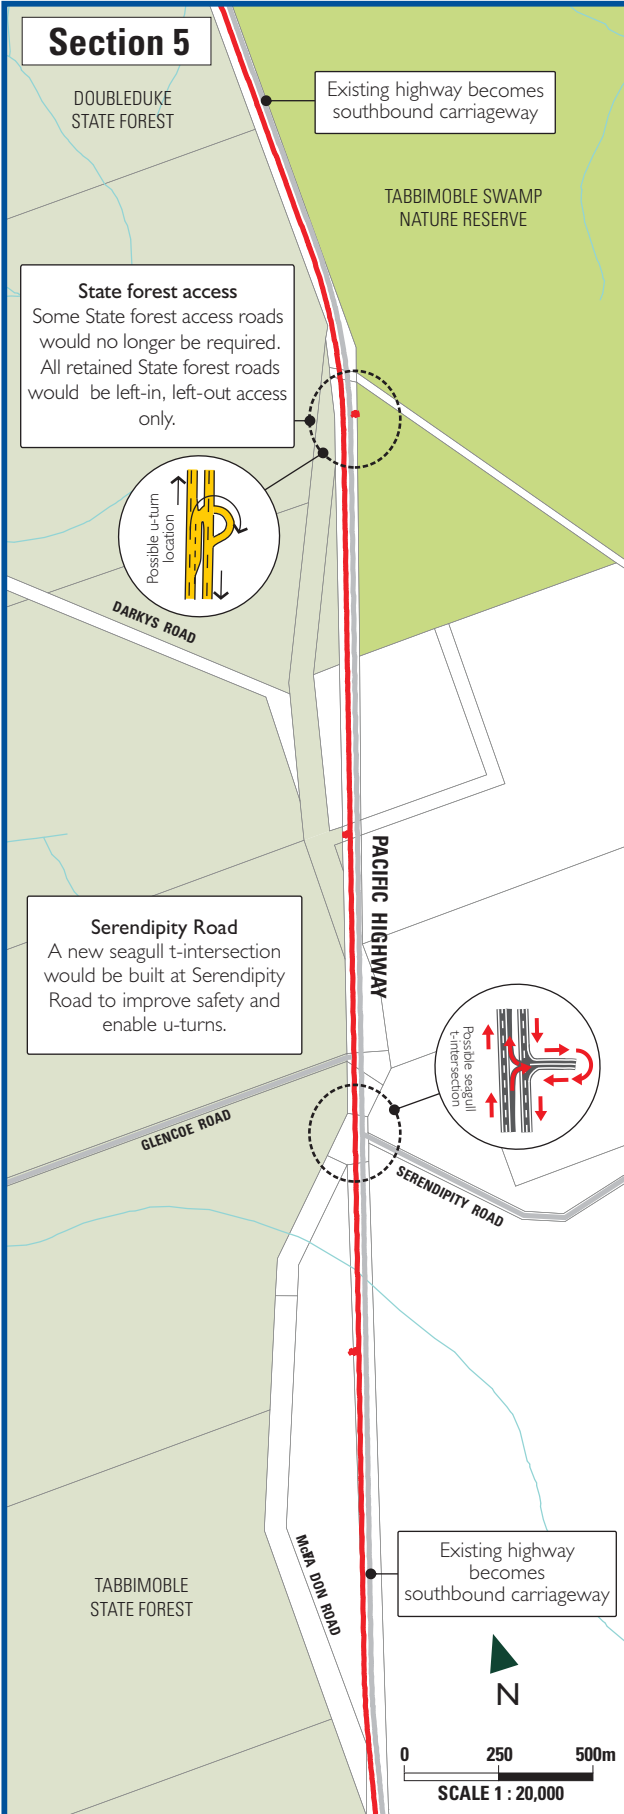 Section 5
DOUBLEDUKE
STATE FOREST
Existing highway becomes
southbound carriageway
TABBIMOBLE SWAMP
NATURE RESERVE
State forest access
Some State forest access roads
would no longer be required.
All retained State forest roads
would be left-in, left-out access
only.
Possible u-turn
location
DARKYS ROAD
PACIFIC HIGHWAY
Serendipity Road
A new seagull t-intersection
would be built at Serendipity
Road to improve safety and
enable u-turns.
Possible seagull
t-intersection
GLENCOE ROAD
SERENDIPITY ROAD
DON ROAD
Existing highway
becomes
southbound carriageway
TABBIMOBLE
STATE FOREST
N
0 250 500m
SCALE 1 : 20,000